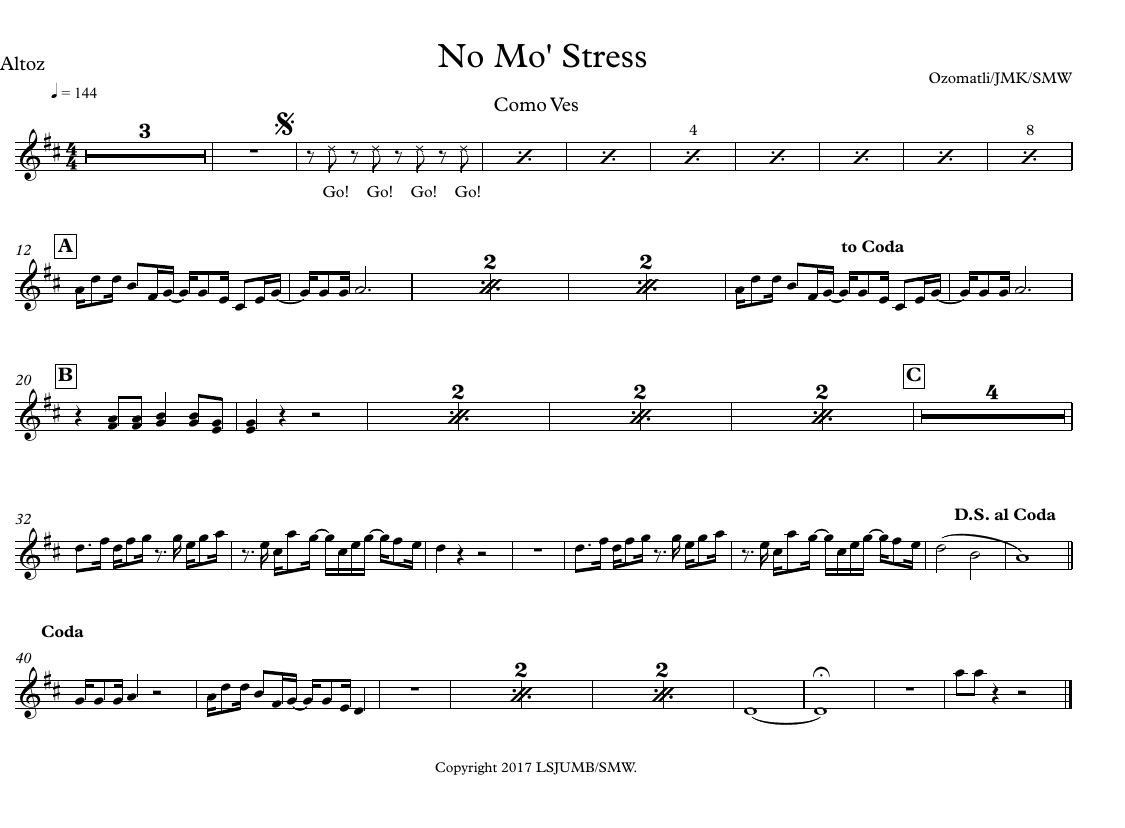 No Mo' Stress
Altoz
Ozomatli/JMK/SMW
♩ = 144
Como Ves
3
4
8
4
4
Go! Go! Go! Go!
12
A
2
2
to Coda
20
B
2
2
2
C
4
32
D.S. al Coda
Coda
40
2
2
Copyright 2017 LSJUMB/SMW.